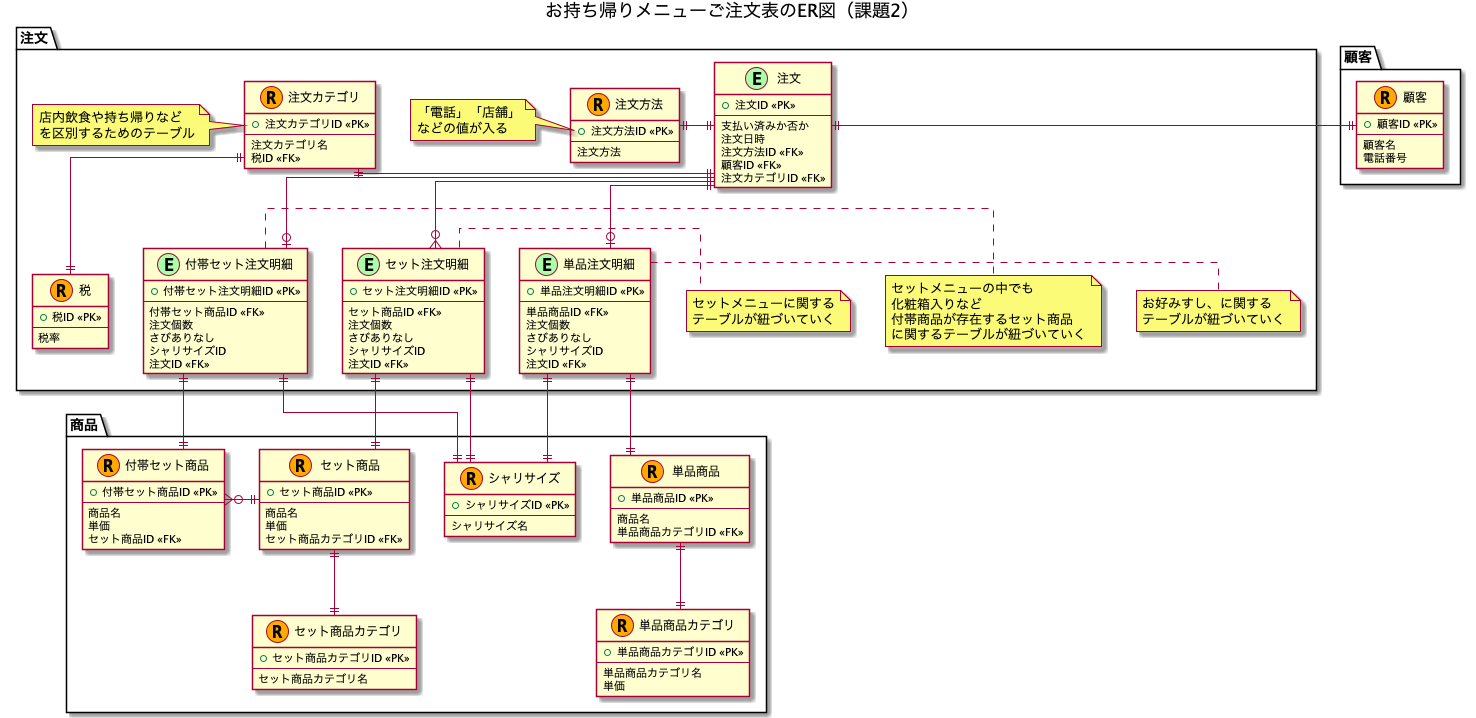 お持ち帰りメニューご注文表のER図（課題2）
注文
店内飲食や持ち帰りなど
を区別するためのテーブル
R 注文カテゴリ
注文カテゴリID «PK»
注文カテゴリ名
税ID «FK»
「電話」「店舗」
などの値が入る
R 注文方法
注文方法ID «PK»
注文方法
E 注文
注文ID «PK»
支払い済みか否か
注文日時
注文方法ID «FK»
顧客ID «FK»
注文カテゴリID «FK»
顧客
R 顧客
顧客ID «PK»
顧客名
電話番号
R 税
税ID «PK»
税率
E 付帯セット注文明細
付帯セット注文明細ID «PK»
付帯セット商品ID «FK»
注文個数
さびありなし
シャリサイズID
注文ID «FK»
E セット注文明細
セット注文明細ID «PK»
セット商品ID «FK»
注文個数
さびありなし
シャリサイズID
注文ID «FK»
E 単品注文明細
単品注文明細ID «PK»
単品商品ID «FK»
注文個数
さびありなし
シャリサイズID
注文ID «FK»
セットメニューに関する
テーブルが紐づいていく
セットメニューの中でも
化粧箱入りなど
付帯商品が存在するセット商品
に関するテーブルが紐づいていく
お好みすし、に関する
テーブルが紐づいていく
商品
R 付帯セット商品
付帯セット商品ID «PK»
商品名
単価
セット商品ID «FK»
R セット商品
セット商品ID «PK»
商品名
単価
セット商品カテゴリID «FK»
R シャリサイズ
シャリサイズID «PK»
シャリサイズ名
R 単品商品
単品商品ID «PK»
商品名
単品商品カテゴリID «FK»
R セット商品カテゴリ
セット商品カテゴリID «PK»
セット商品カテゴリ名
R 単品商品カテゴリ
単品商品カテゴリID «PK»
単品商品カテゴリ名
単価